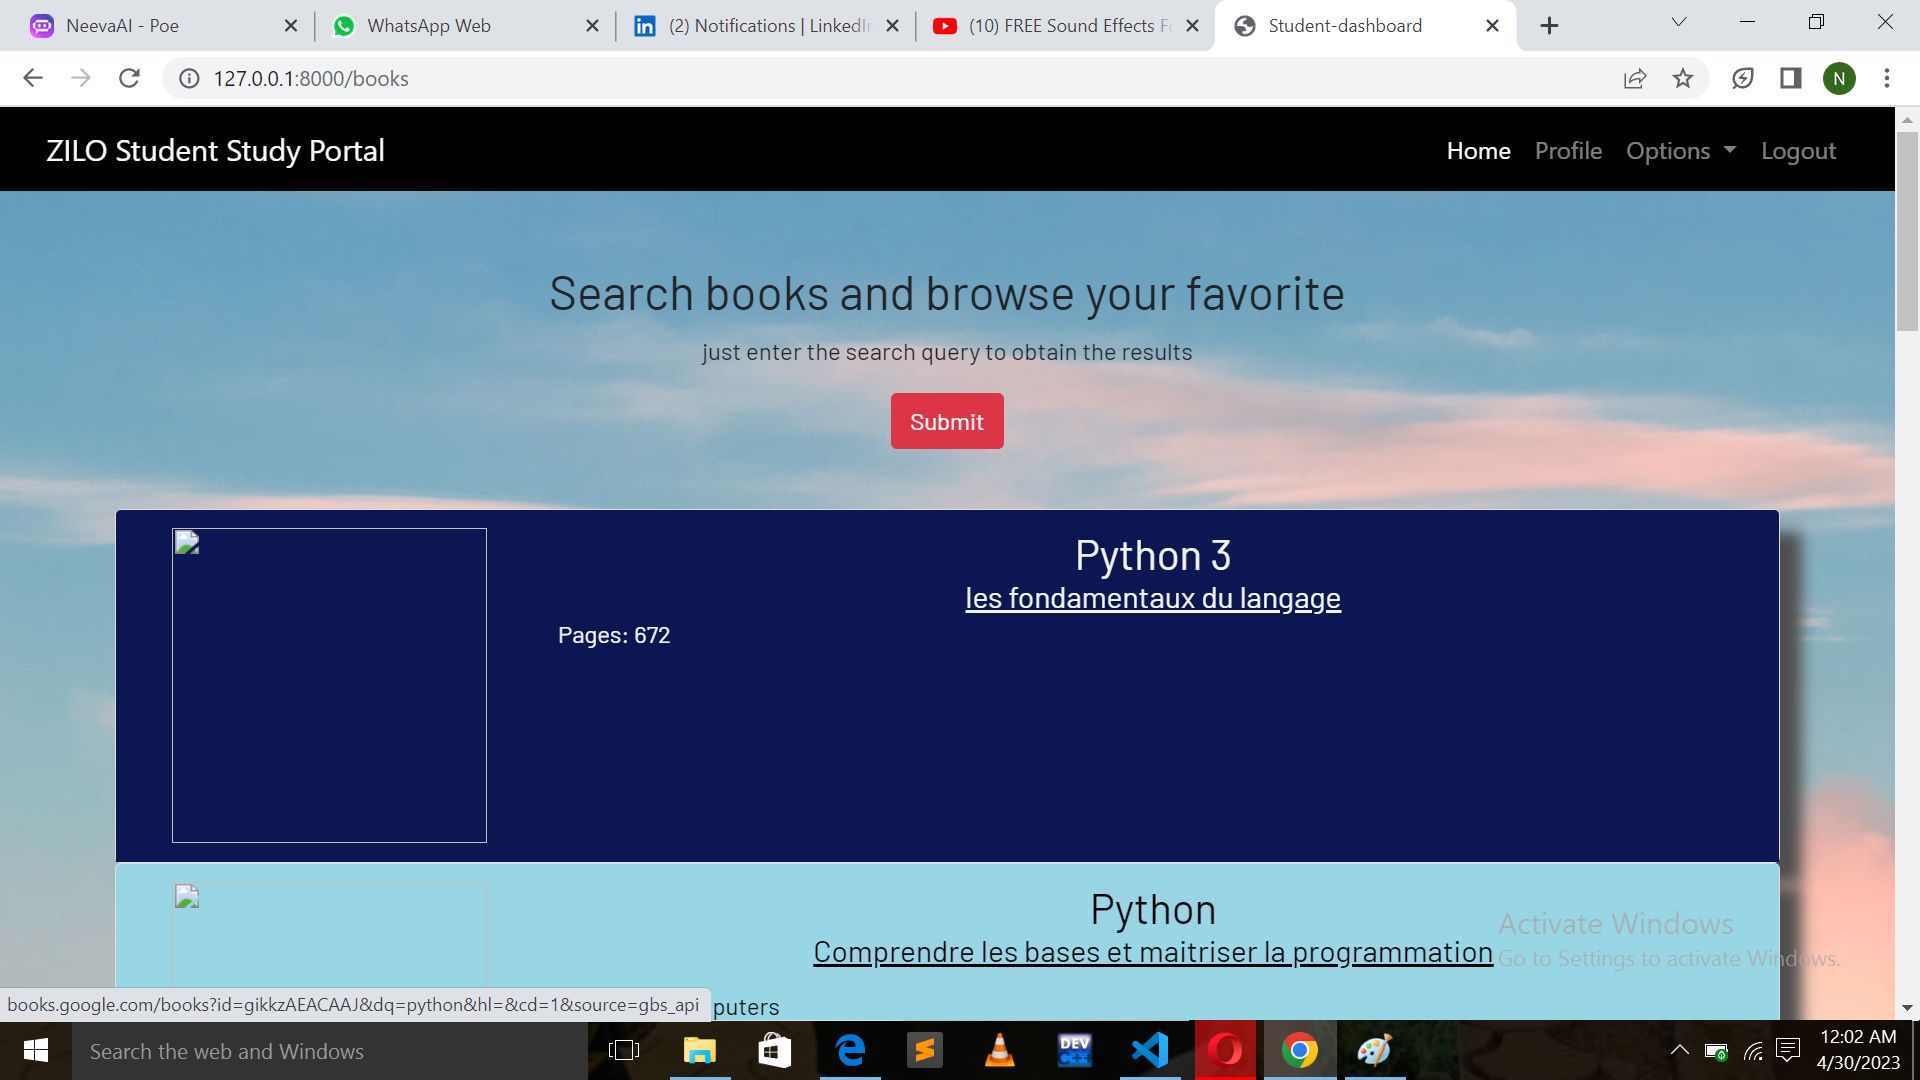 NeevaAI - Poe
WhatsApp Web
(2) Notifications | LinkedIn
(10) FREE Sound Effects Fo
Student-dashboard
127.0.0.1:8000/books
N
ZILO Student Study Portal
Home Profile Options Logout
Search books and browse your favorite
just enter the search query to obtain the results
Submit
Python 3
les fondamentaux du langage
Pages: 672
Python
Comprendre les bases et maitriser la programmation
Activate Windows
Go to Settings to activate Windows.
books.google.com/books?id=gikkzAEACAAJ&dq=python&hl=&cd=1&source=gbs_api
puters
Search the web and Windows
DEV
C++
12:02 AM
4/30/2023